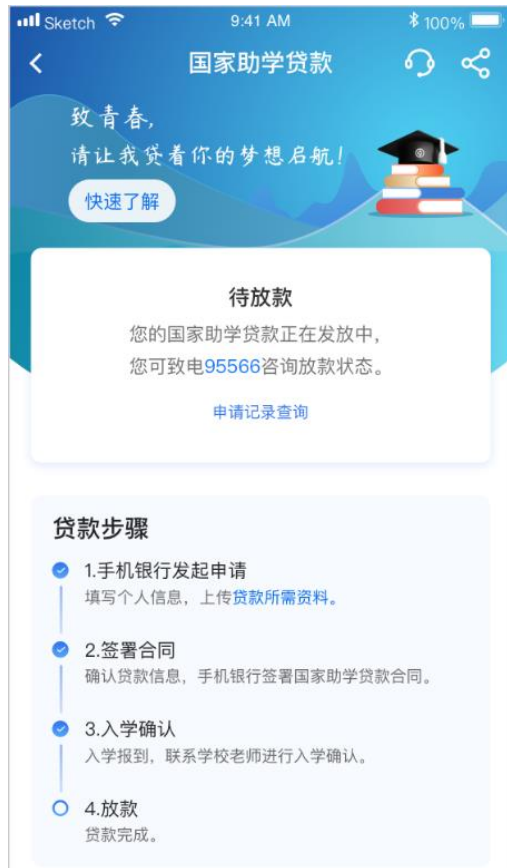 Sketch 9:41 AM 100%
国家助学贷款
致青春,
请让我贷着你的梦想启航!
快速了解
待放款
您的国家助学贷款正在发放中,
您可致电95566咨询放款状态。
申请记录查询
贷款步骤
1.手机银行发起申请
填写个人信息，上传贷款所需资料。
2.签署合同
确认贷款信息，手机银行签署国家助学贷款合同。
3.入学确认
入学报到，联系学校老师进行入学确认。
4.放款
贷款完成。